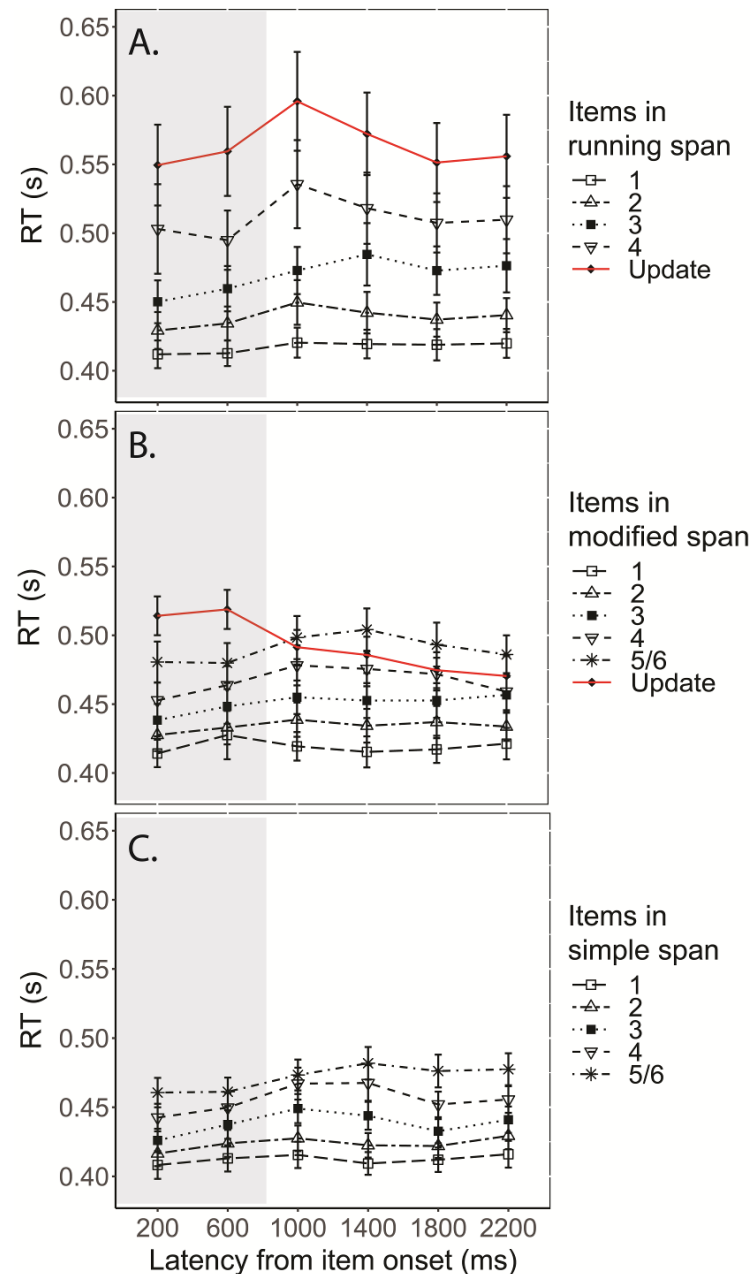 A.
0.65
0.60
0.55
0.50
0.45
0.40
RT (s)
Items in
running span
1
2
3
4
Update
B.
0.65
0.60
0.55
0.50
0.45
0.40
RT (s)
Items in
modified span
1
2
3
4
5/6
Update
C.
0.65
0.60
0.55
0.50
0.45
0.40
RT (s)
Items in
simple span
1
2
3
4
5/6
200 600 1000 1400 1800 2200
Latency from item onset (ms)